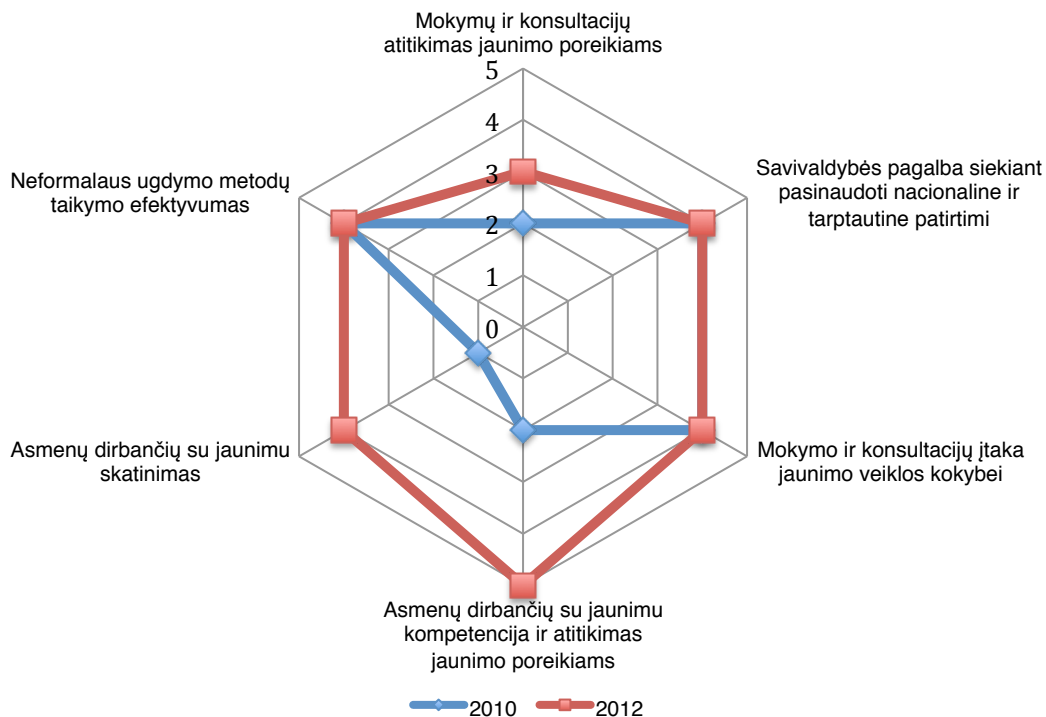 Mokymų ir konsultacijų
atitikimas jaunimo poreikiams
5
4
3
2
1
0
Savivaldybės pagalba siekiant
pasinaudoti nacionaline ir
tarptautine patirtimi
Mokymo ir konsultacijų įtaka
jaunimo veiklos kokybei
Asmenų dirbančių su jaunimu
kompetencija ir atitikimas
jaunimo poreikiams
Asmenų dirbančių su jaunimu
skatinimas
Neformalaus ugdymo metodų
taikymo efektyvumas
2010 2012